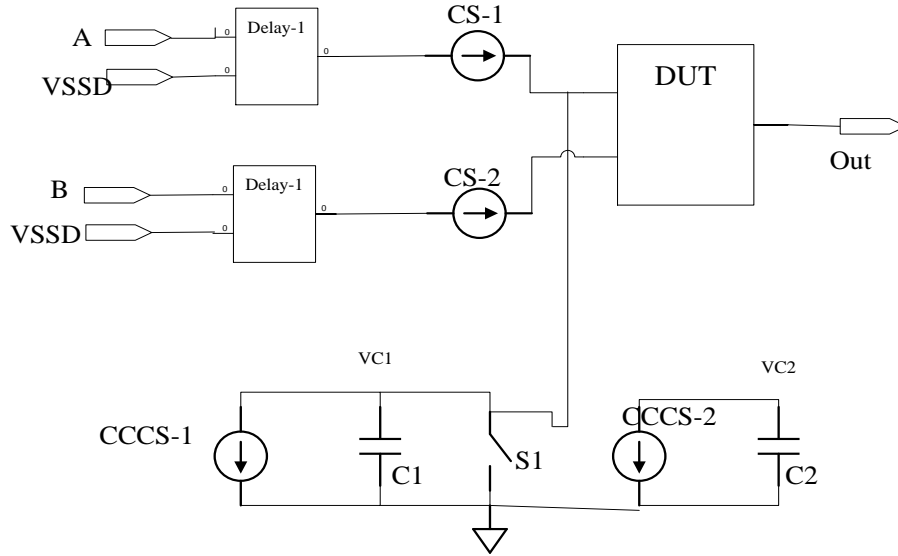 A
0
Delay-1
0
CS-1
VSSD
0
DUT
Out
B
0
Delay-1
0
CS-2
VSSD
0
VC1
VC2
CCCS-1
C1
S1
CCCS-2
C2